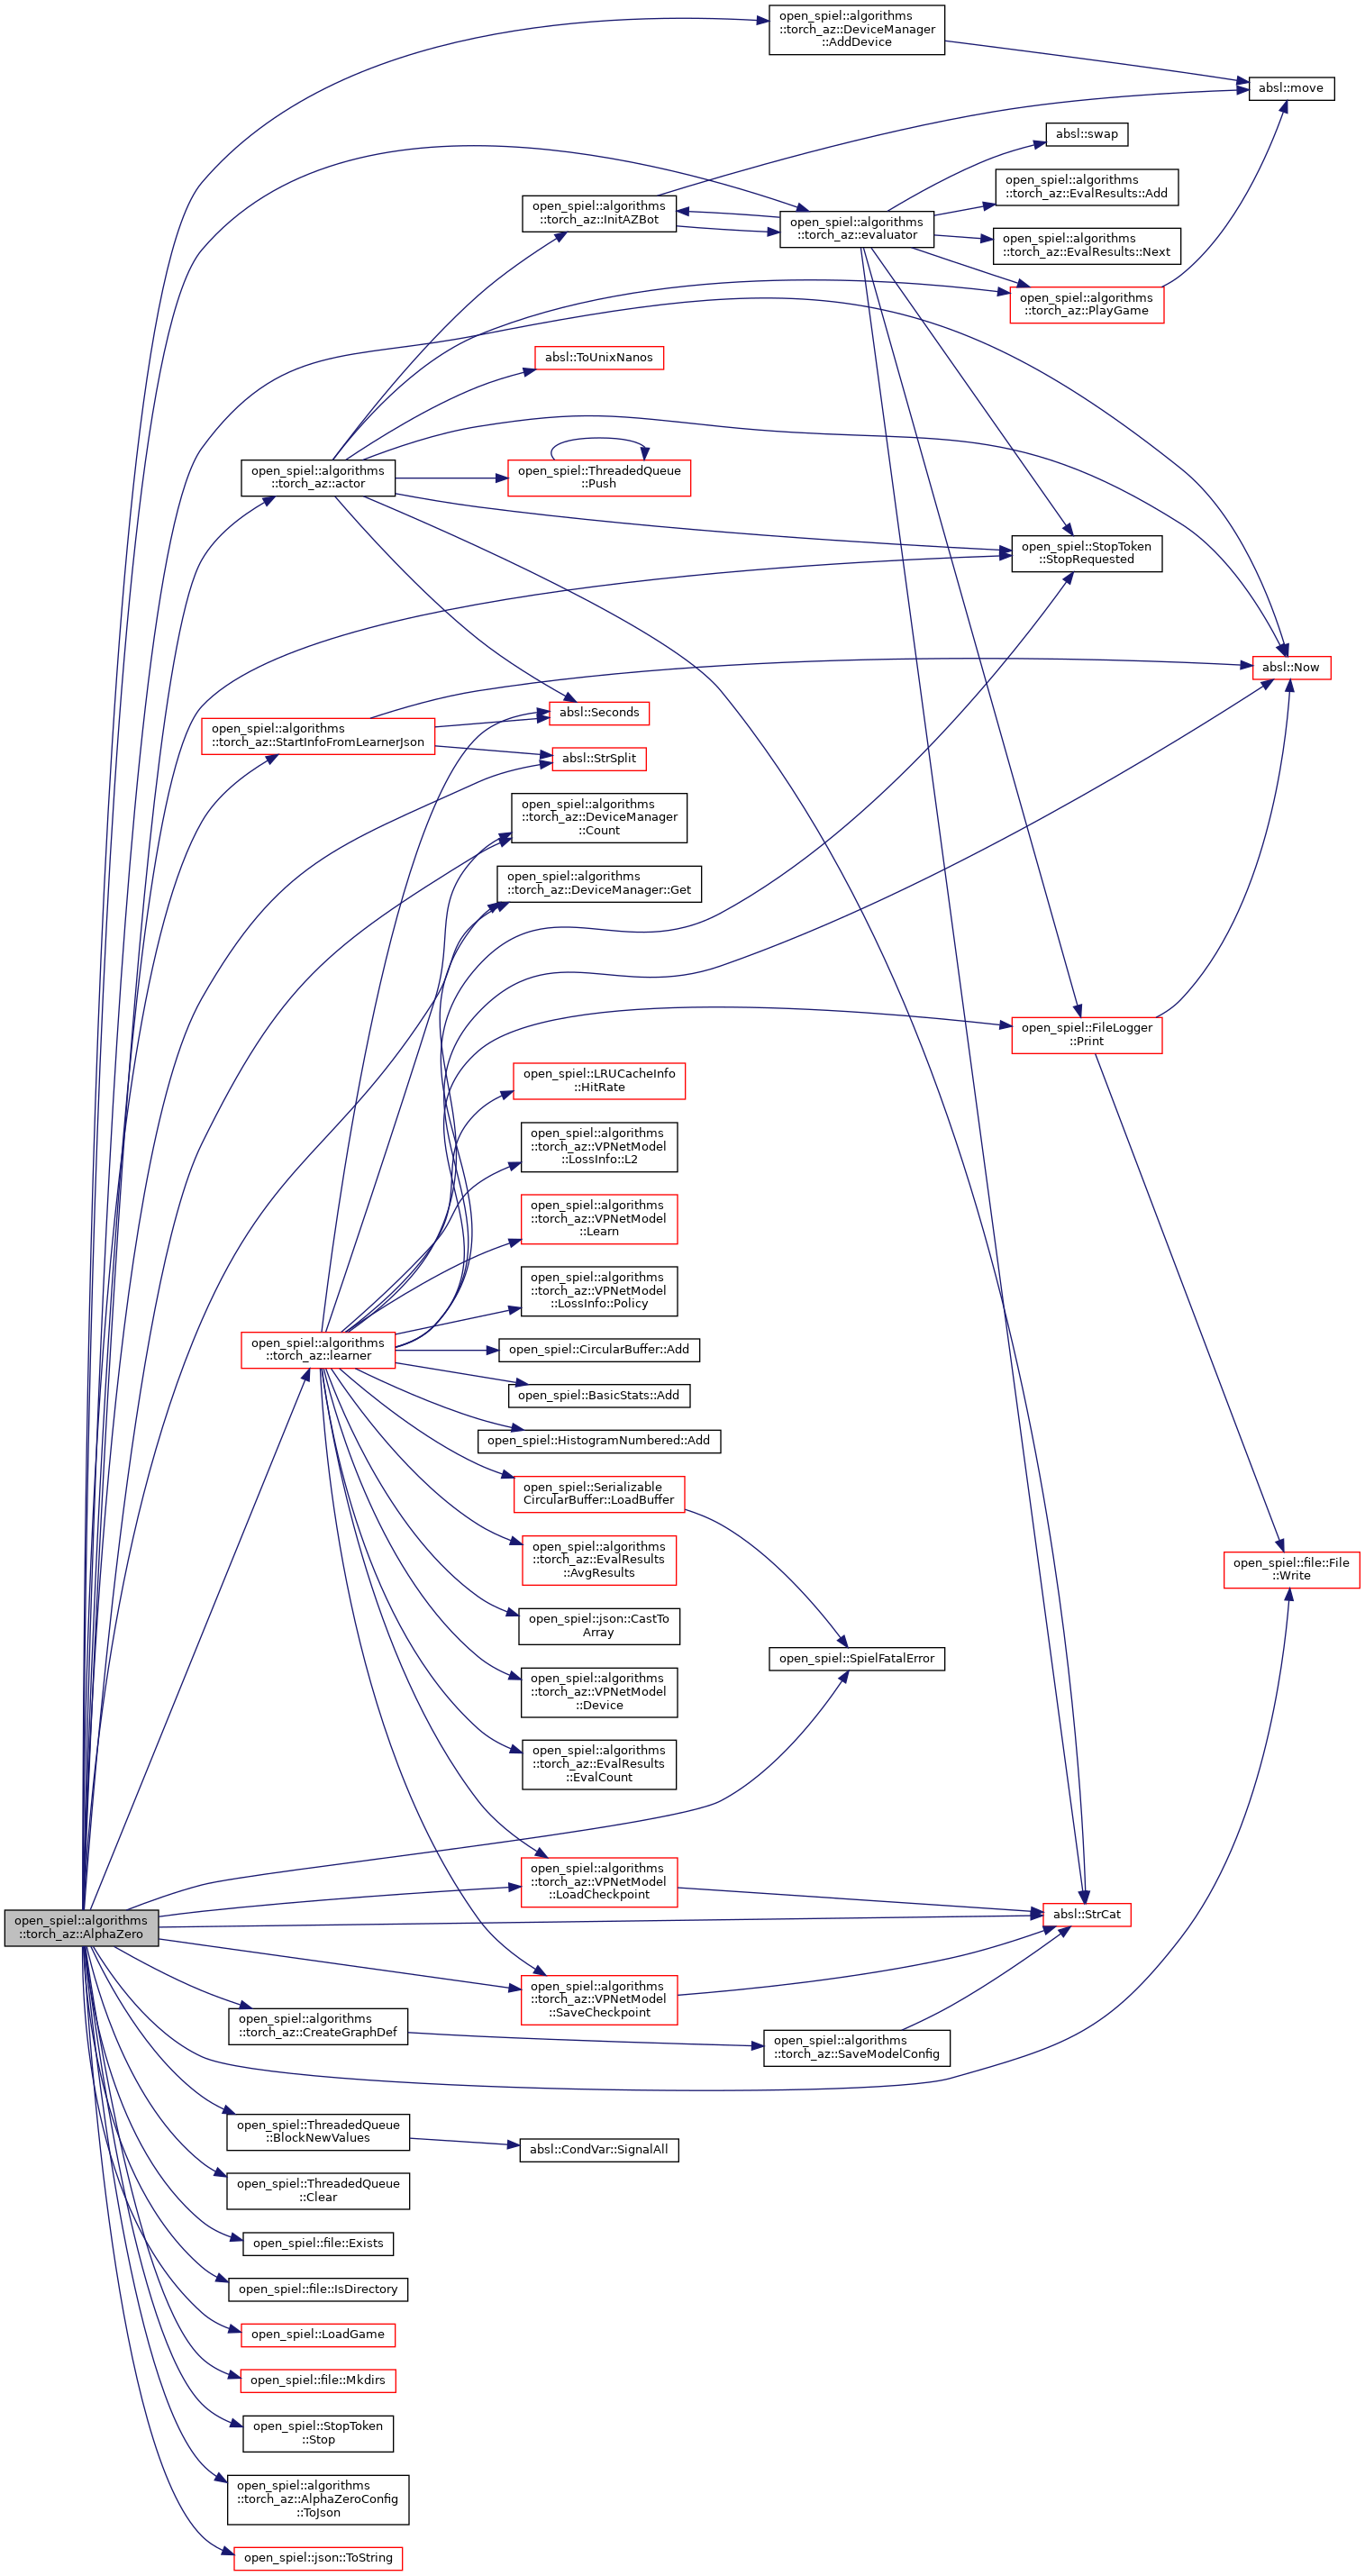 open_spiel::algorithms
::torch_az::DeviceManager
::AddDevice
absl::move
absl::swap
open_spiel::algorithms
::torch_az::EvalResults::Add
open_spiel::algorithms
::torch_az::InitAZBot
open_spiel::algorithms
::torch_az::evaluator
open_spiel::algorithms
::torch_az::EvalResults::Next
open_spiel::algorithms
::torch_az::PlayGame
absl::ToUnixNanos
open_spiel::algorithms
::torch_az::actor
open_spiel::ThreadedQueue
::Push
open_spiel::StopToken
::StopRequested
absl::Now
absl::Seconds
open_spiel::algorithms
::torch_az::StartInfoFromLearnerJson
absl::StrSplit
open_spiel::algorithms
::torch_az::DeviceManager
::Count
open_spiel::algorithms
::torch_az::DeviceManager::Get
open_spiel::FileLogger
::Print
open_spiel::LRUCacheInfo
::HitRate
open_spiel::algorithms
::torch_az::VPNetModel
::LossInfo::L2
open_spiel::algorithms
::torch_az::VPNetModel
::Learn
open_spiel::algorithms
::torch_az::VPNetModel
::LossInfo::Policy
open_spiel::algorithms
::torch_az::learner
open_spiel::CircularBuffer::Add
open_spiel::BasicStats::Add
open_spiel::HistogramNumbered::Add
open_spiel::Serializable
CircularBuffer::LoadBuffer
open_spiel::algorithms
::torch_az::EvalResults
::AvgResults
open_spiel::file::File
::Write
open_spiel::json::CastTo
Array
open_spiel::SpielFatalError
open_spiel::algorithms
::torch_az::VPNetModel
::Device
open_spiel::algorithms
::torch_az::EvalResults
::EvalCount
open_spiel::algorithms
::torch_az::VPNetModel
::LoadCheckpoint
absl::StrCat
open_spiel::algorithms
::torch_az::AlphaZero
open_spiel::algorithms
::torch_az::VPNetModel
::SaveCheckpoint
open_spiel::algorithms
::torch_az::CreateGraphDef
open_spiel::algorithms
::torch_az::SaveModelConfig
open_spiel::ThreadedQueue
::BlockNewValues
absl::CondVar::SignalAll
open_spiel::ThreadedQueue
::Clear
open_spiel::file::Exists
open_spiel::file::IsDirectory
open_spiel::LoadGame
open_spiel::file::Mkdirs
open_spiel::StopToken
::Stop
open_spiel::algorithms
::torch_az::AlphaZeroConfig
::ToJson
open_spiel::json::ToString